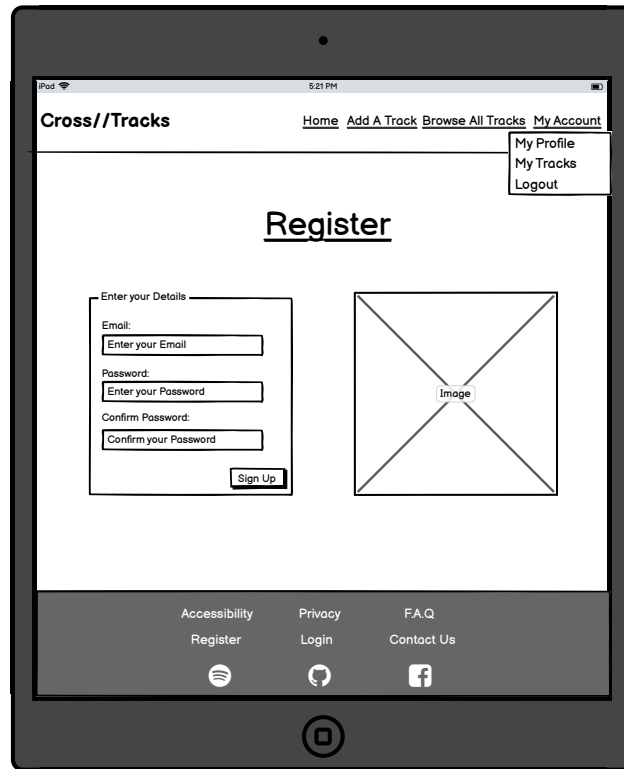 iPad 5:21 PM
Cross//Tracks Home Add A Track Browse All Tracks My Account
My Profile
My Tracks
Logout
Register
Enter your Details
Email:
Enter your Email
Password:
Enter your Password
Confirm Password:
Confirm your Password
Sign Up
Image
Accessibility Privacy F.A.Q
Register Login Contact Us